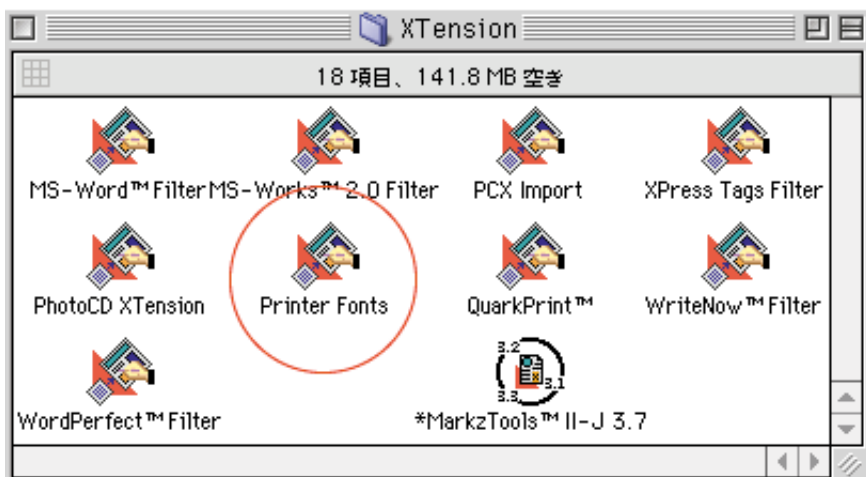 XTension
18 項目、141.8 MB 空き
MS-Word™ Filter MS-Works™ 2.0 Filter PCX Import XPress Tags Filter
PhotoCD XTension Printer Fonts QuarkPrint™ WriteNow™ Filter
3.2
3.1
3.3
WordPerfect™ Filter *MarkzTools™ II-J 3.7